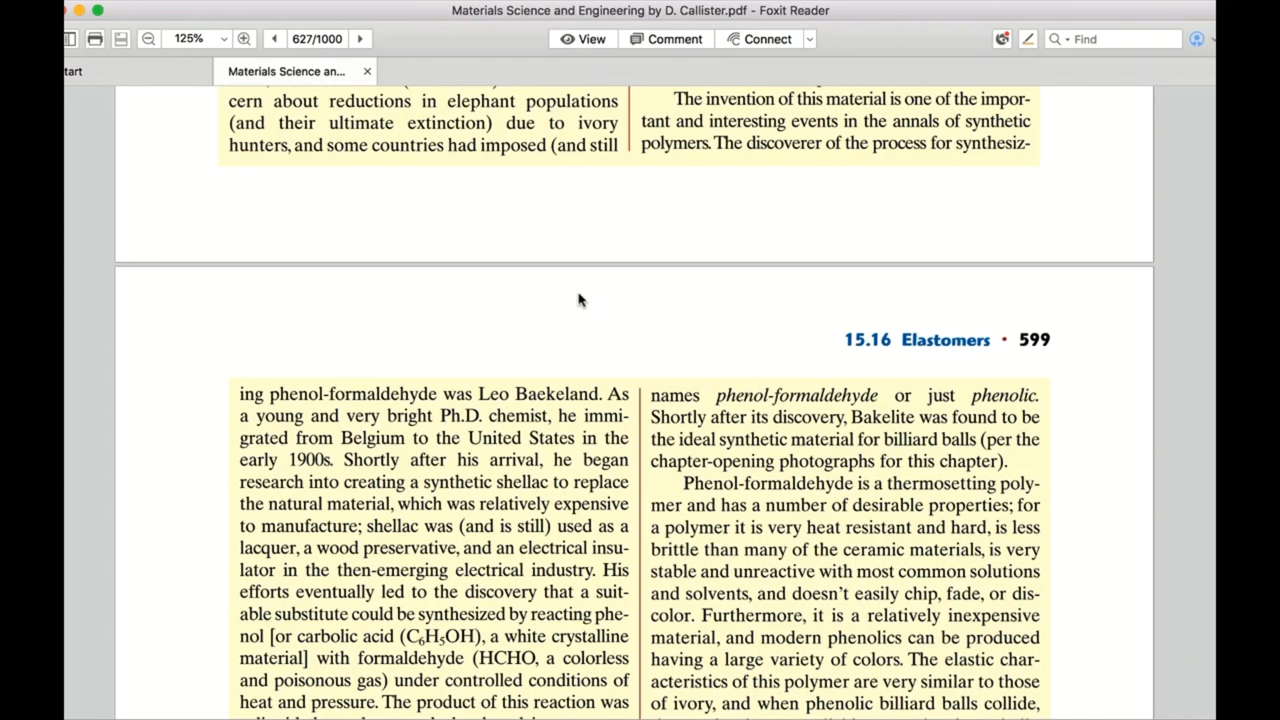 Materials Science and Engineering by D. Callister.pdf - Foxit Reader
125%
627/1000
View
Comment
Connect
Find
tart
Materials Science an...
cern about reductions in elephant populations
(and their ultimate extinction) due to ivory
hunters, and some countries had imposed (and still
The invention of this material is one of the impor-
tant and interesting events in the annals of synthetic
polymers. The discoverer of the process for synthesiz-
15.16 Elastomers • 599
ing phenol-formaldehyde was Leo Baekeland. As
a young and very bright Ph.D. chemist, he immi-
grated from Belgium to the United States in the
early 1900s. Shortly after his arrival, he began
research into creating a synthetic shellac to replace
the natural material, which was relatively expensive
to manufacture; shellac was (and is still) used as a
lacquer, a wood preservative, and an electrical insu-
lator in the then-emerging electrical industry. His
efforts eventually led to the discovery that a suit-
able substitute could be synthesized by reacting phe-
nol [or carbolic acid (C₆H₅OH), a white crystalline
material] with formaldehyde (HCHO, a colorless
and poisonous gas) under controlled conditions of
heat and pressure. The product of this reaction was
names phenol-formaldehyde or just phenolic.
Shortly after its discovery, Bakelite was found to be
the ideal synthetic material for billiard balls (per the
chapter-opening photographs for this chapter).
Phenol-formaldehyde is a thermosetting poly-
mer and has a number of desirable properties; for
a polymer it is very heat resistant and hard, is less
brittle than many of the ceramic materials, is very
stable and unreactive with most common solutions
and solvents, and doesn't easily chip, fade, or dis-
color. Furthermore, it is a relatively inexpensive
material, and modern phenolics can be produced
having a large variety of colors. The elastic char-
acteristics of this polymer are very similar to those
of ivory, and when phenolic billiard balls collide,